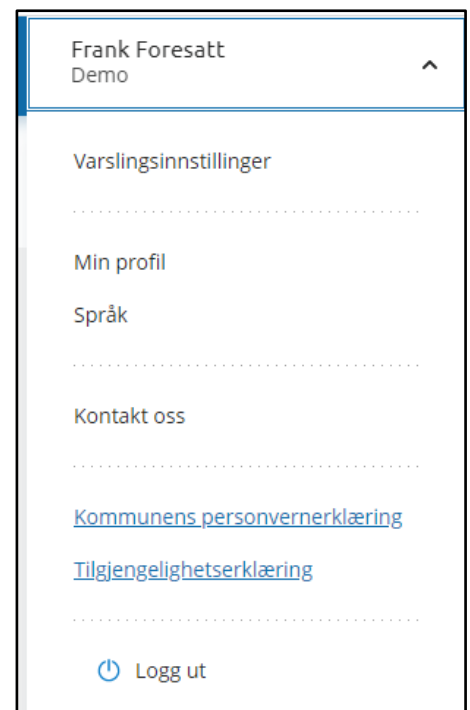 Frank Foresatt
Demo
Varslingsinnstillinger
Min profil
Språk
Kontakt oss
Kommunens personvernerklæring
Tilgjengelighetserklæring
Logg ut